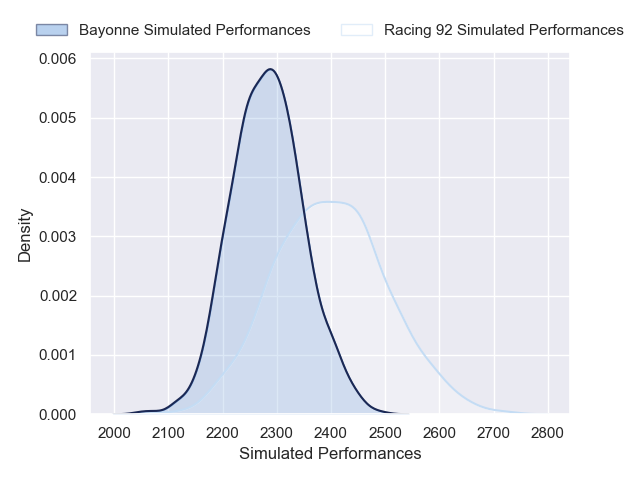 Bayonne Simulated Performances Racing 92 Simulated Performances
0.006
0.005
0.004
0.003
0.002
0.001
0.000
Density
2000 2100 2200 2300 2400 2500 2600 2700 2800
Simulated Performances